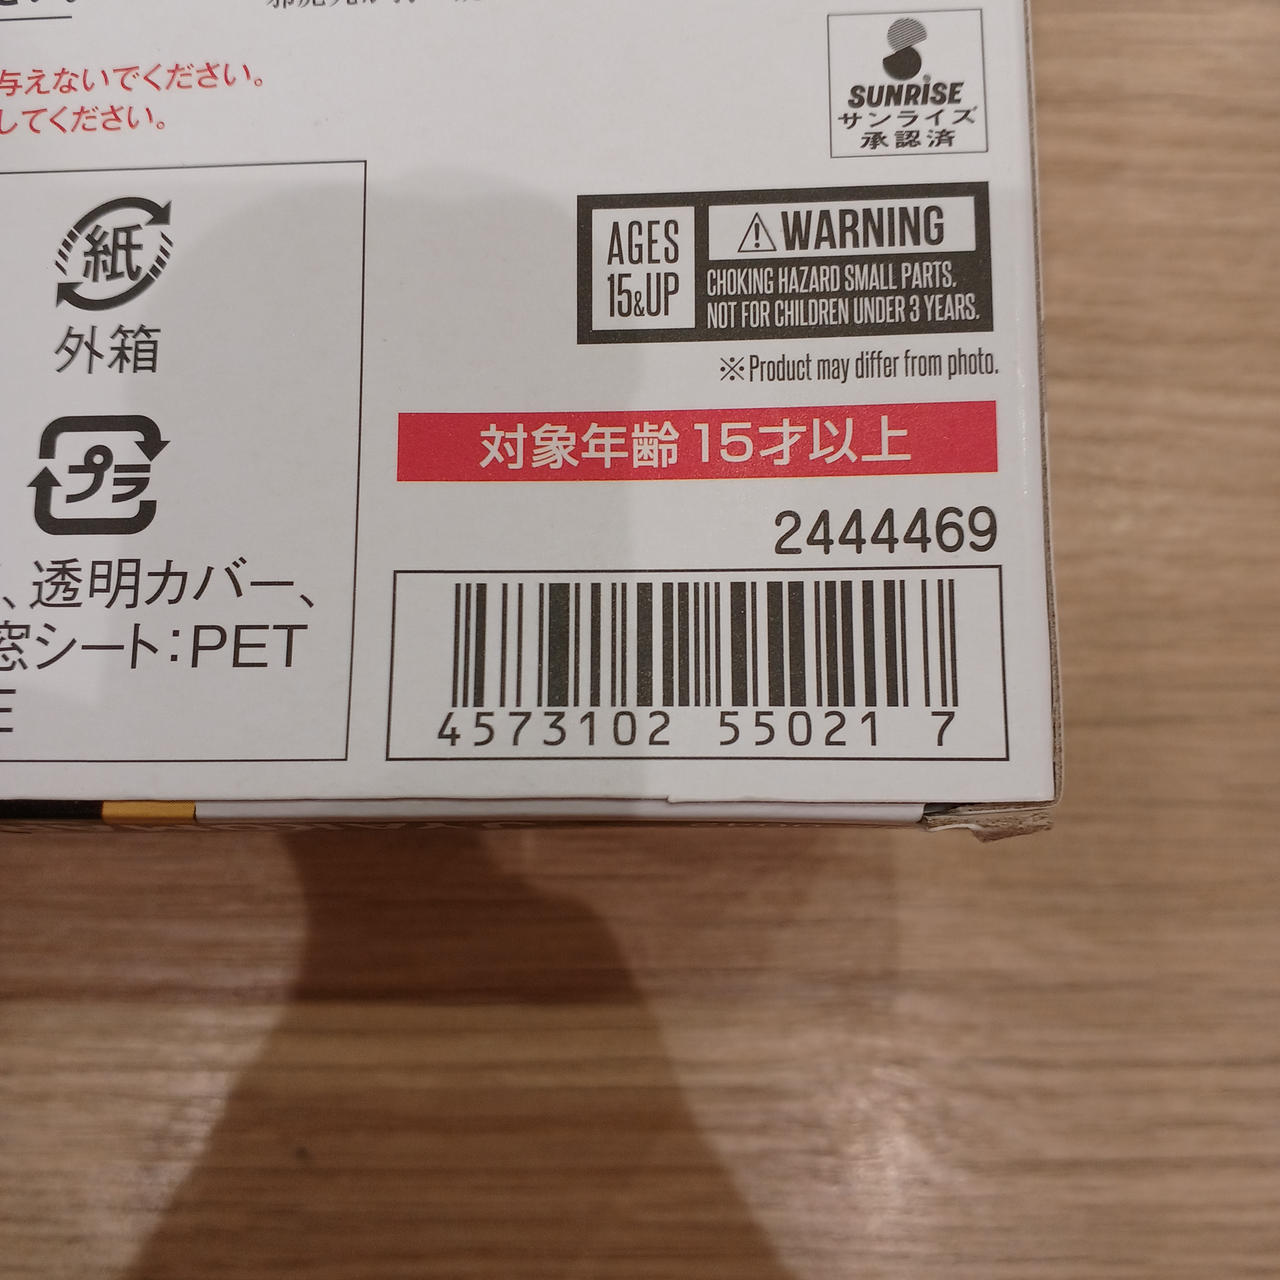 与えないでください。
してください。
SUNRISE
サンライズ
承認済
紙
外箱
プラ
、透明カバー、
窓シート:PET
AGES
15&UP
⚠WARNING
CHOKING HAZARD SMALL PARTS.
NOT FOR CHILDREN UNDER 3 YEARS.
※Product may differ from photo.
対象年齢 15才以上
2444469
4573102 55021 7